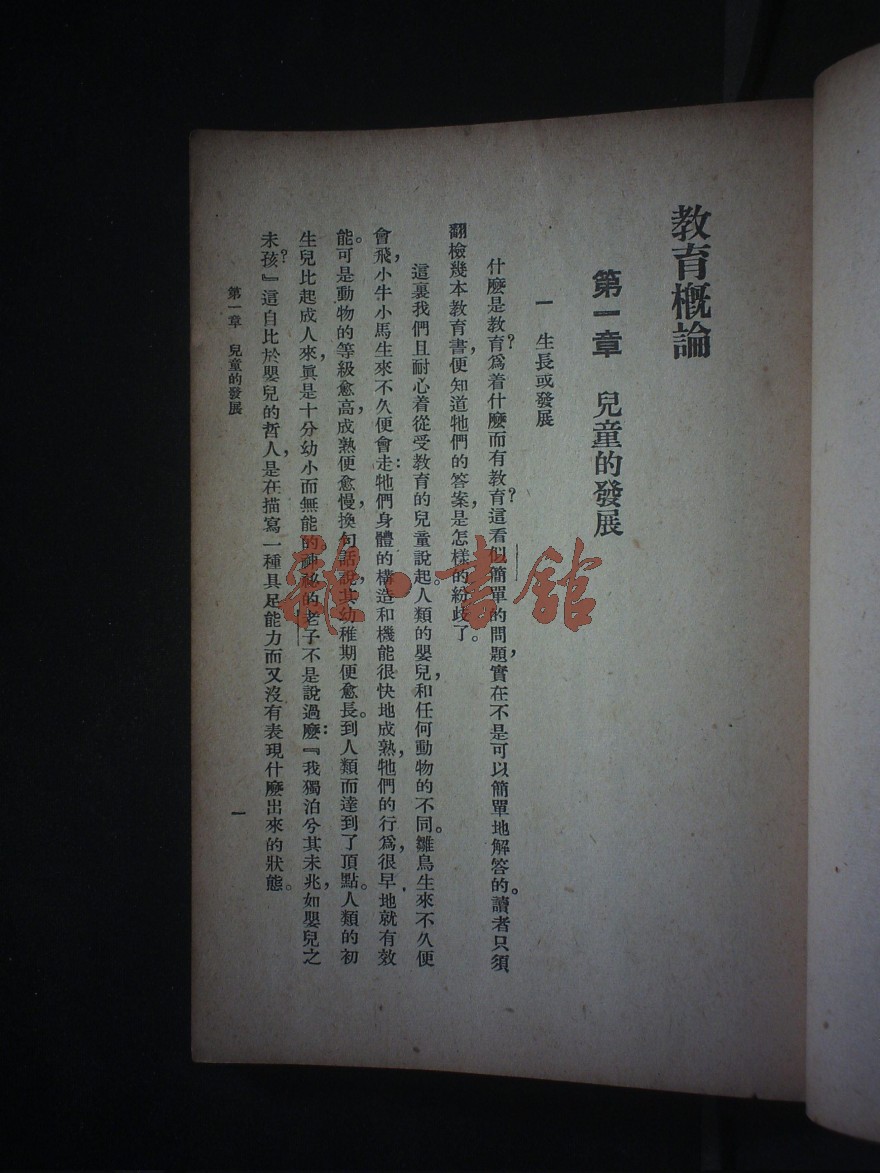 教育概論
第一章　兒童的發展
一　生長或發展
什麼是教育？爲着什麼而有教育？這看似簡單的問題，實在不是可以簡單地解答的。讀者只須
翻檢幾本教育書，便知道牠們的答案，是怎樣的紛歧了。
這裏我們且耐心着從受教育的兒童說起。人類的嬰兒，和任何動物的不同。雛鳥生來不久便
會飛，小牛小馬生來不久便會走：牠們身體的構造和機能很快地成熟，牠們的行爲，很早地就有效
能。可是動物的等級愈高，成熟便愈慢，換句話說，其幼稚期便愈長。到人類而達到了頂點。人類的初
生兒比起成人來，眞是十分幼小而無能的。神祕的老子不是說過麼：『我獨泊兮其未兆，如嬰兒之
未孩？』這自比於嬰兒的哲人，是在描寫一種具足能力而又沒有表現什麼出來的狀態。
第一章　兒童的發展
一
書館